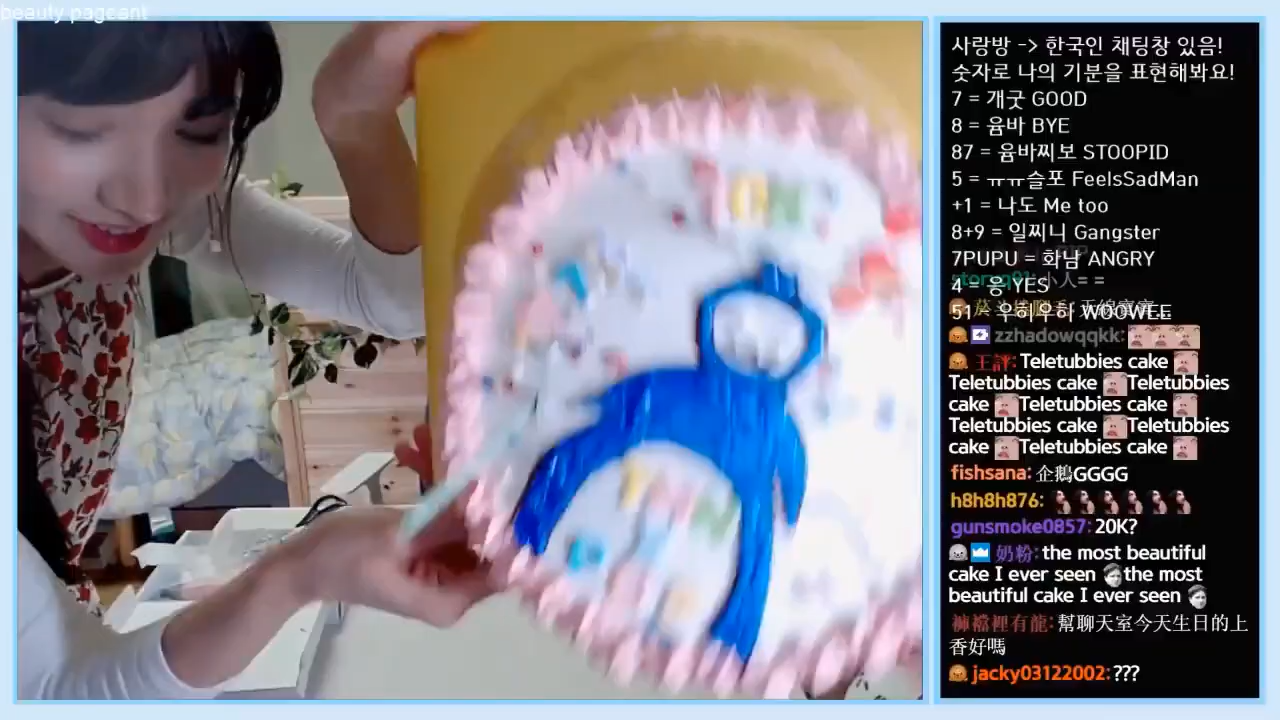 beauty pageant
사랑방 -> 한국인 채팅창 있음!
숫자로 나의 기분을 표현해봐요!
7 = 개굿 GOOD
8 = 윰바 BYE
87 = 윰바찌보 STOOPID
5 = ㅠㅠ슬포 FeelsSadMan
+1 = 나도 Me too
8+9 = 일찌니 Gangster
7PUPU = 화남 ANGRY
小人= =
4 = 응 YES
51 = 우히우히 WOOWEE
zzhadowqqkk:
王評: Teletubbies cake
Teletubbies cake Teletubbies
cake Teletubbies cake
Teletubbies cake Teletubbies
cake Teletubbies cake
fishsana: 企鵝GGGG
h8h8h876:
gunsmoke0857: 20K?
奶粉: the most beautiful
cake I ever seen the most
beautiful cake I ever seen
褲襠裡有龍: 幫聊天室今天生日的上
香好嗎
jacky03122002: ???